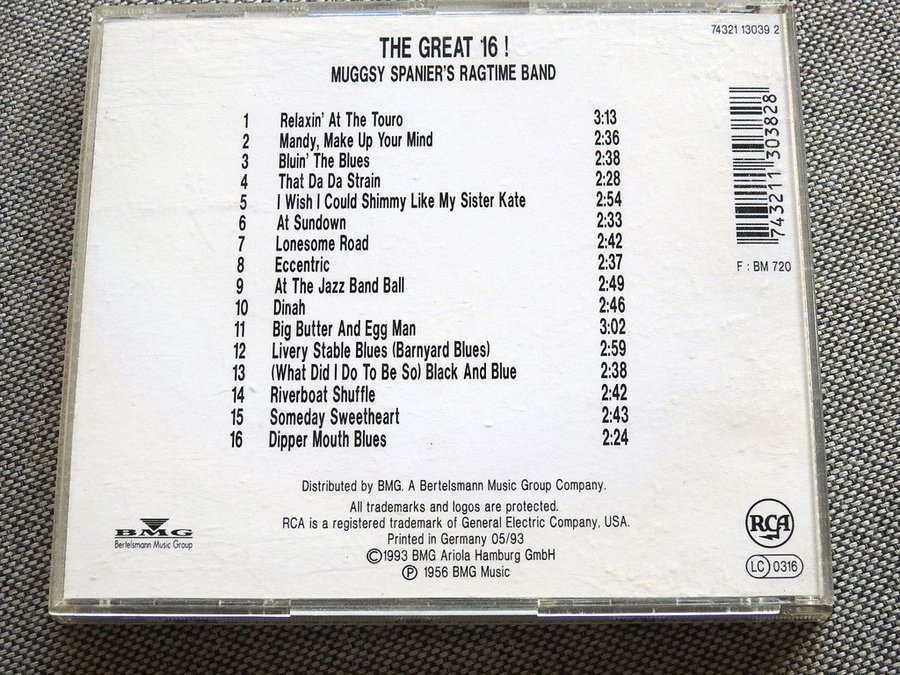 74321 13039 2
THE GREAT 16 !
MUGGSY SPANIER'S RAGTIME BAND
1 Relaxin' At The Touro 3:13
2 Mandy, Make Up Your Mind 2:36
3 Bluin' The Blues 2:38
4 That Da Da Strain 2:28
5 I Wish I Could Shimmy Like My Sister Kate 2:54
6 At Sundown 2:33
7 Lonesome Road 2:42
8 Eccentric 2:37
9 At The Jazz Band Ball 2:49
10 Dinah 2:46
11 Big Butter And Egg Man 3:02
12 Livery Stable Blues (Barnyard Blues) 2:59
13 (What Did I Do To Be So) Black And Blue 2:38
14 Riverboat Shuffle 2:42
15 Someday Sweetheart 2:43
16 Dipper Mouth Blues 2:24
7 43211 303828
F : BM 720
Distributed by BMG. A Bertelsmann Music Group Company.
All trademarks and logos are protected.
RCA is a registered trademark of General Electric Company, USA.
Printed in Germany 05/93
©1993 BMG Ariola Hamburg GmbH
℗ 1956 BMG Music
BMG
Bertelsmann Music Group
RCA
LC 0316